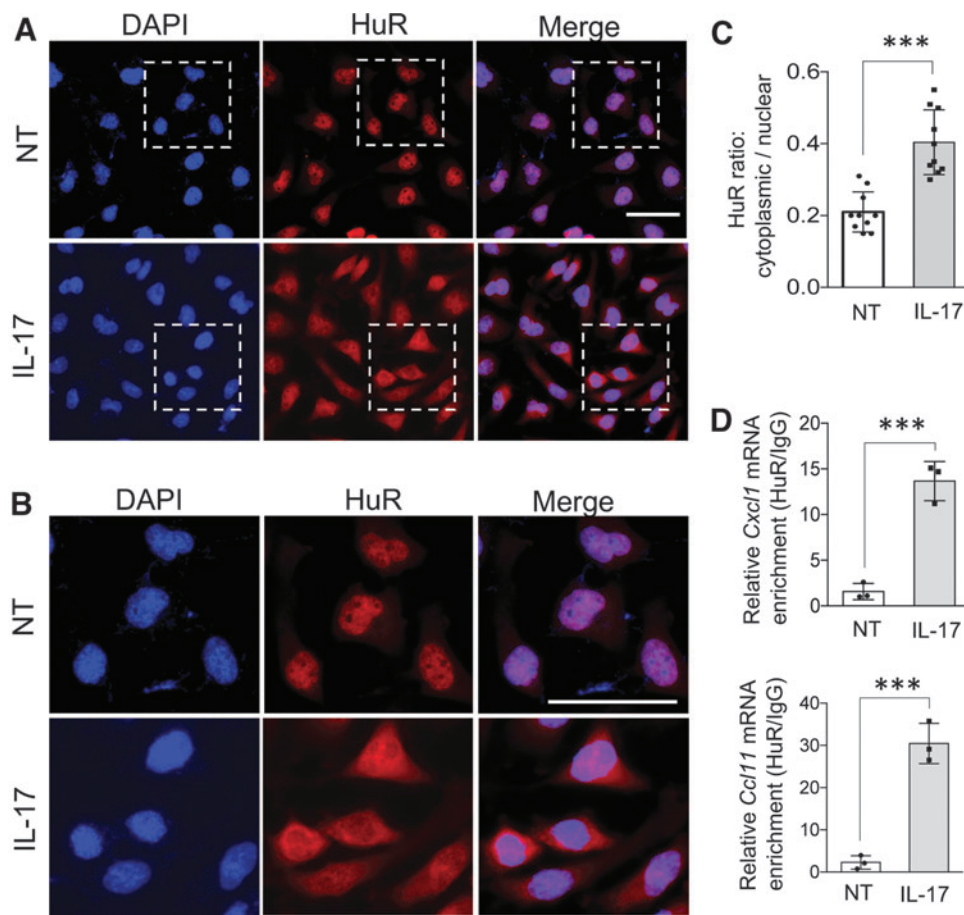 A
DAPI
HuR
Merge
NT
IL-17
B
DAPI
HuR
Merge
NT
IL-17
C
***
HuR ratio:
cytoplasmic / nuclear
0.6
0.4
0.2
0.0
NT
IL-17
D
***
Relative Cxcl1 mRNA
enrichment (HuR/IgG)
20
15
10
5
0
NT
IL-17
***
Relative Ccl11 mRNA
enrichment (HuR/IgG)
40
30
20
10
0
NT
IL-17